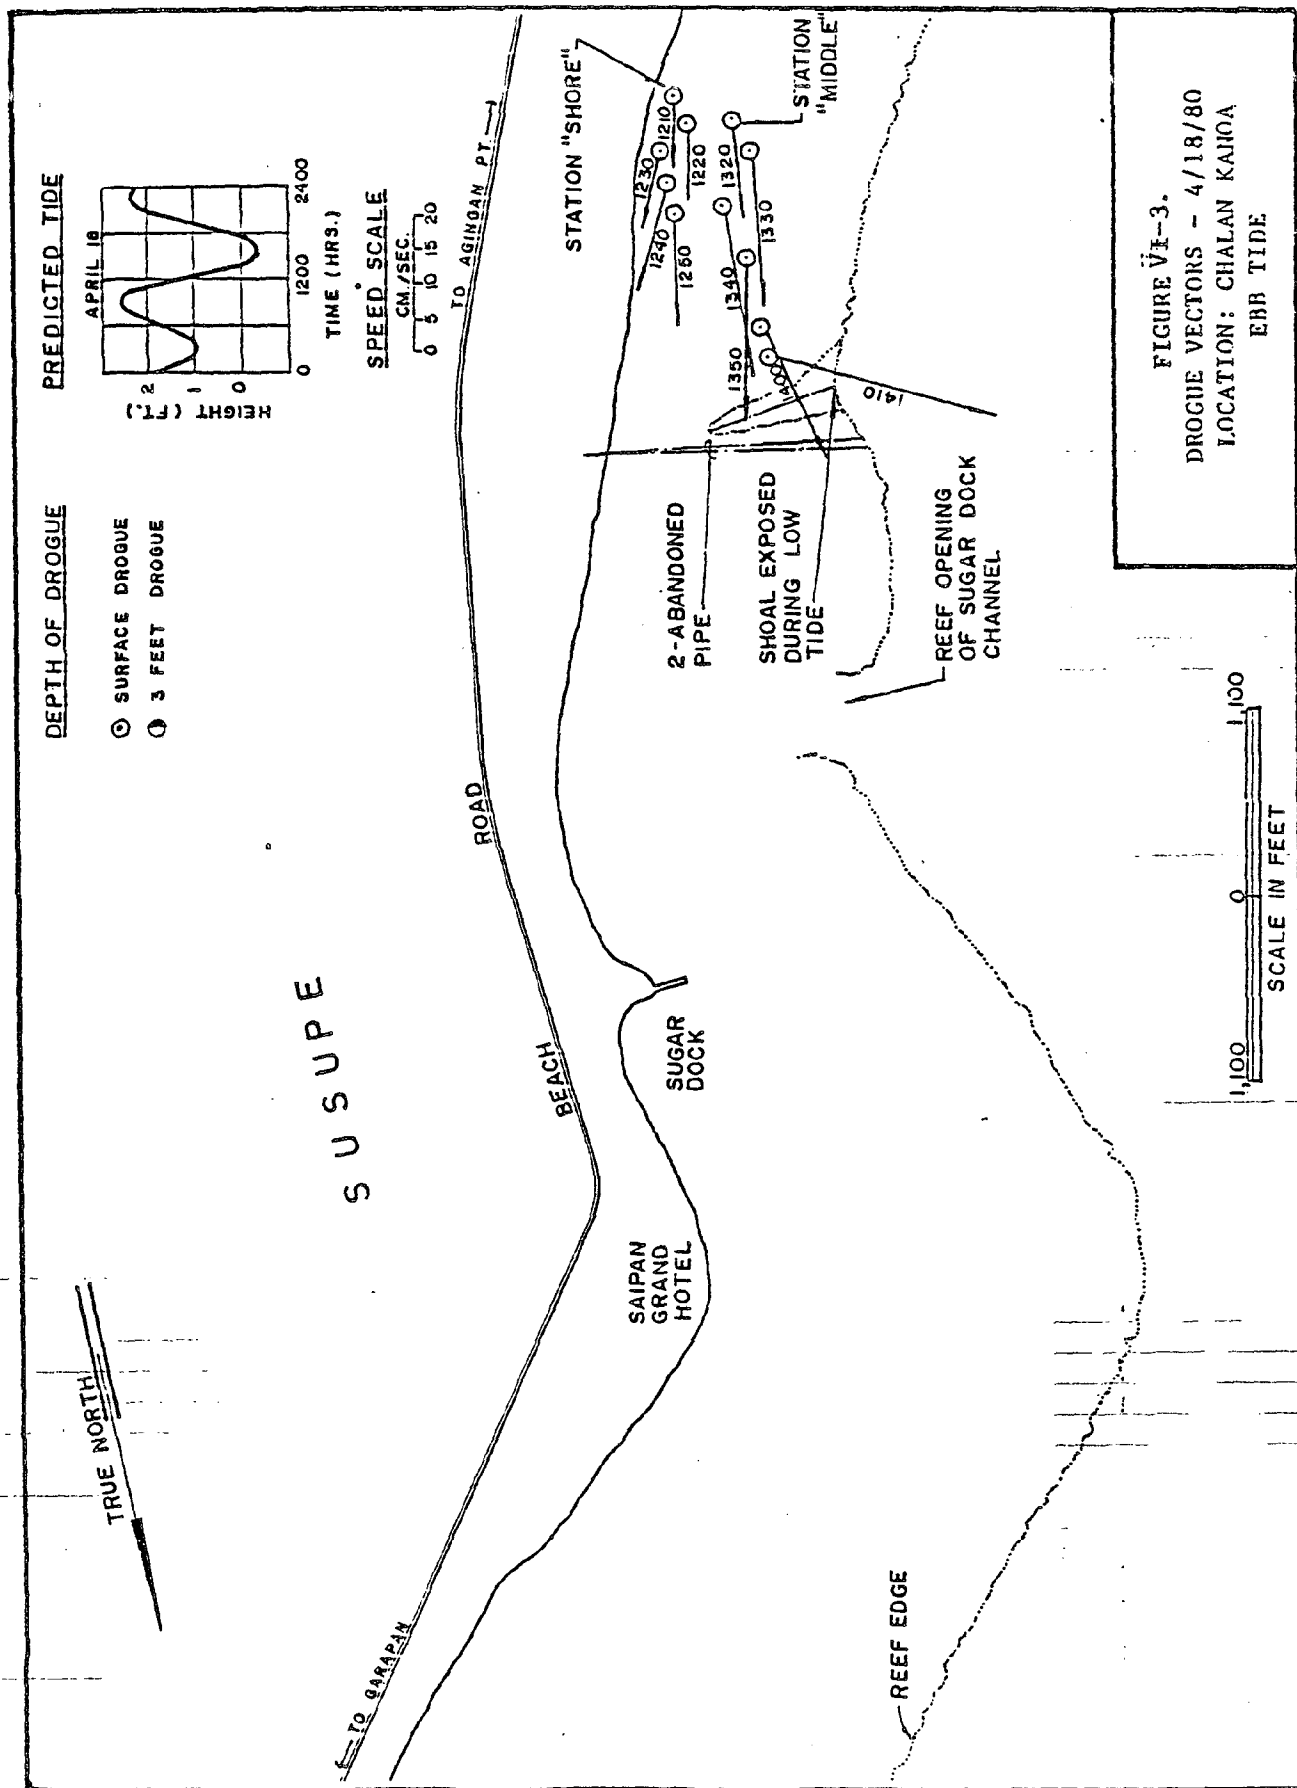 TRUE NORTH
DEPTH OF DROGUE
SURFACE DROGUE
3 FEET DROGUE
PREDICTED TIDE
APRIL 18
HEIGHT (FT.)
2
1
0
0
1200
2400
TIME (HRS.)
SPEED SCALE
CM./SEC.
0
5
10
15
20
SUSUPE
TO GARAPAN
BEACH
ROAD
TO AGINGAN PT.
SAIPAN
GRAND
HOTEL
SUGAR
DOCK
2-ABANDONED
PIPE
SHOAL EXPOSED
DURING LOW
TIDE
REEF OPENING
OF SUGAR DOCK
CHANNEL
STATION "SHORE"
1210
1220
1230
1240
1250
STATION
"MIDDLE"
1320
1330
1340
1350
1400
1410
REEF EDGE
1,100
0
1,100
SCALE IN FEET
FIGURE VI-3.
DROGUE VECTORS - 4/18/80
LOCATION: CHALAN KANOA
EBB TIDE